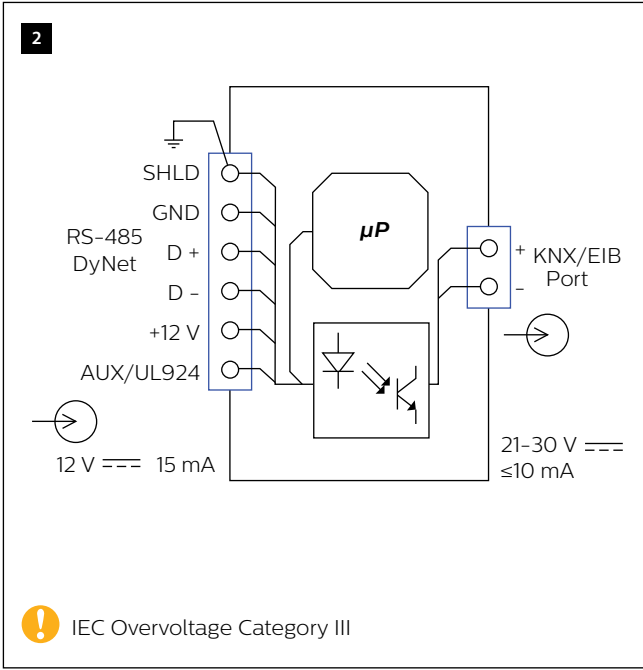 2
SHLD
GND
RS-485
DyNet
D +
D -
+12 V
AUX/UL924
12 V 15 mA
µP
+
-
KNX/EIB
Port
21-30 V
≤10 mA
IEC Overvoltage Category III